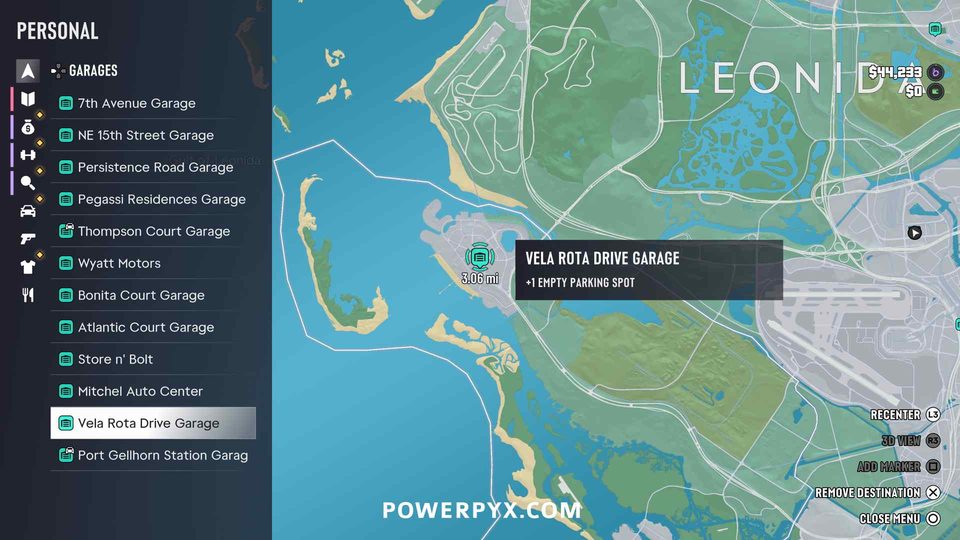 PERSONAL
GARAGES
7th Avenue Garage
NE 15th Street Garage
Persistence Road Garage
Pegassi Residences Garage
Thompson Court Garage
Wyatt Motors
Bonita Court Garage
Atlantic Court Garage
Store n' Bolt
Mitchel Auto Center
Vela Rota Drive Garage
Port Gellhorn Station Garag
LEONIDA
$44,233
$0
3.06 mi
VELA ROTA DRIVE GARAGE
+1 EMPTY PARKING SPOT
RECENTER L3
3D VIEW R3
ADD MARKER
REMOVE DESTINATION
CLOSE MENU
POWERPYX.COM